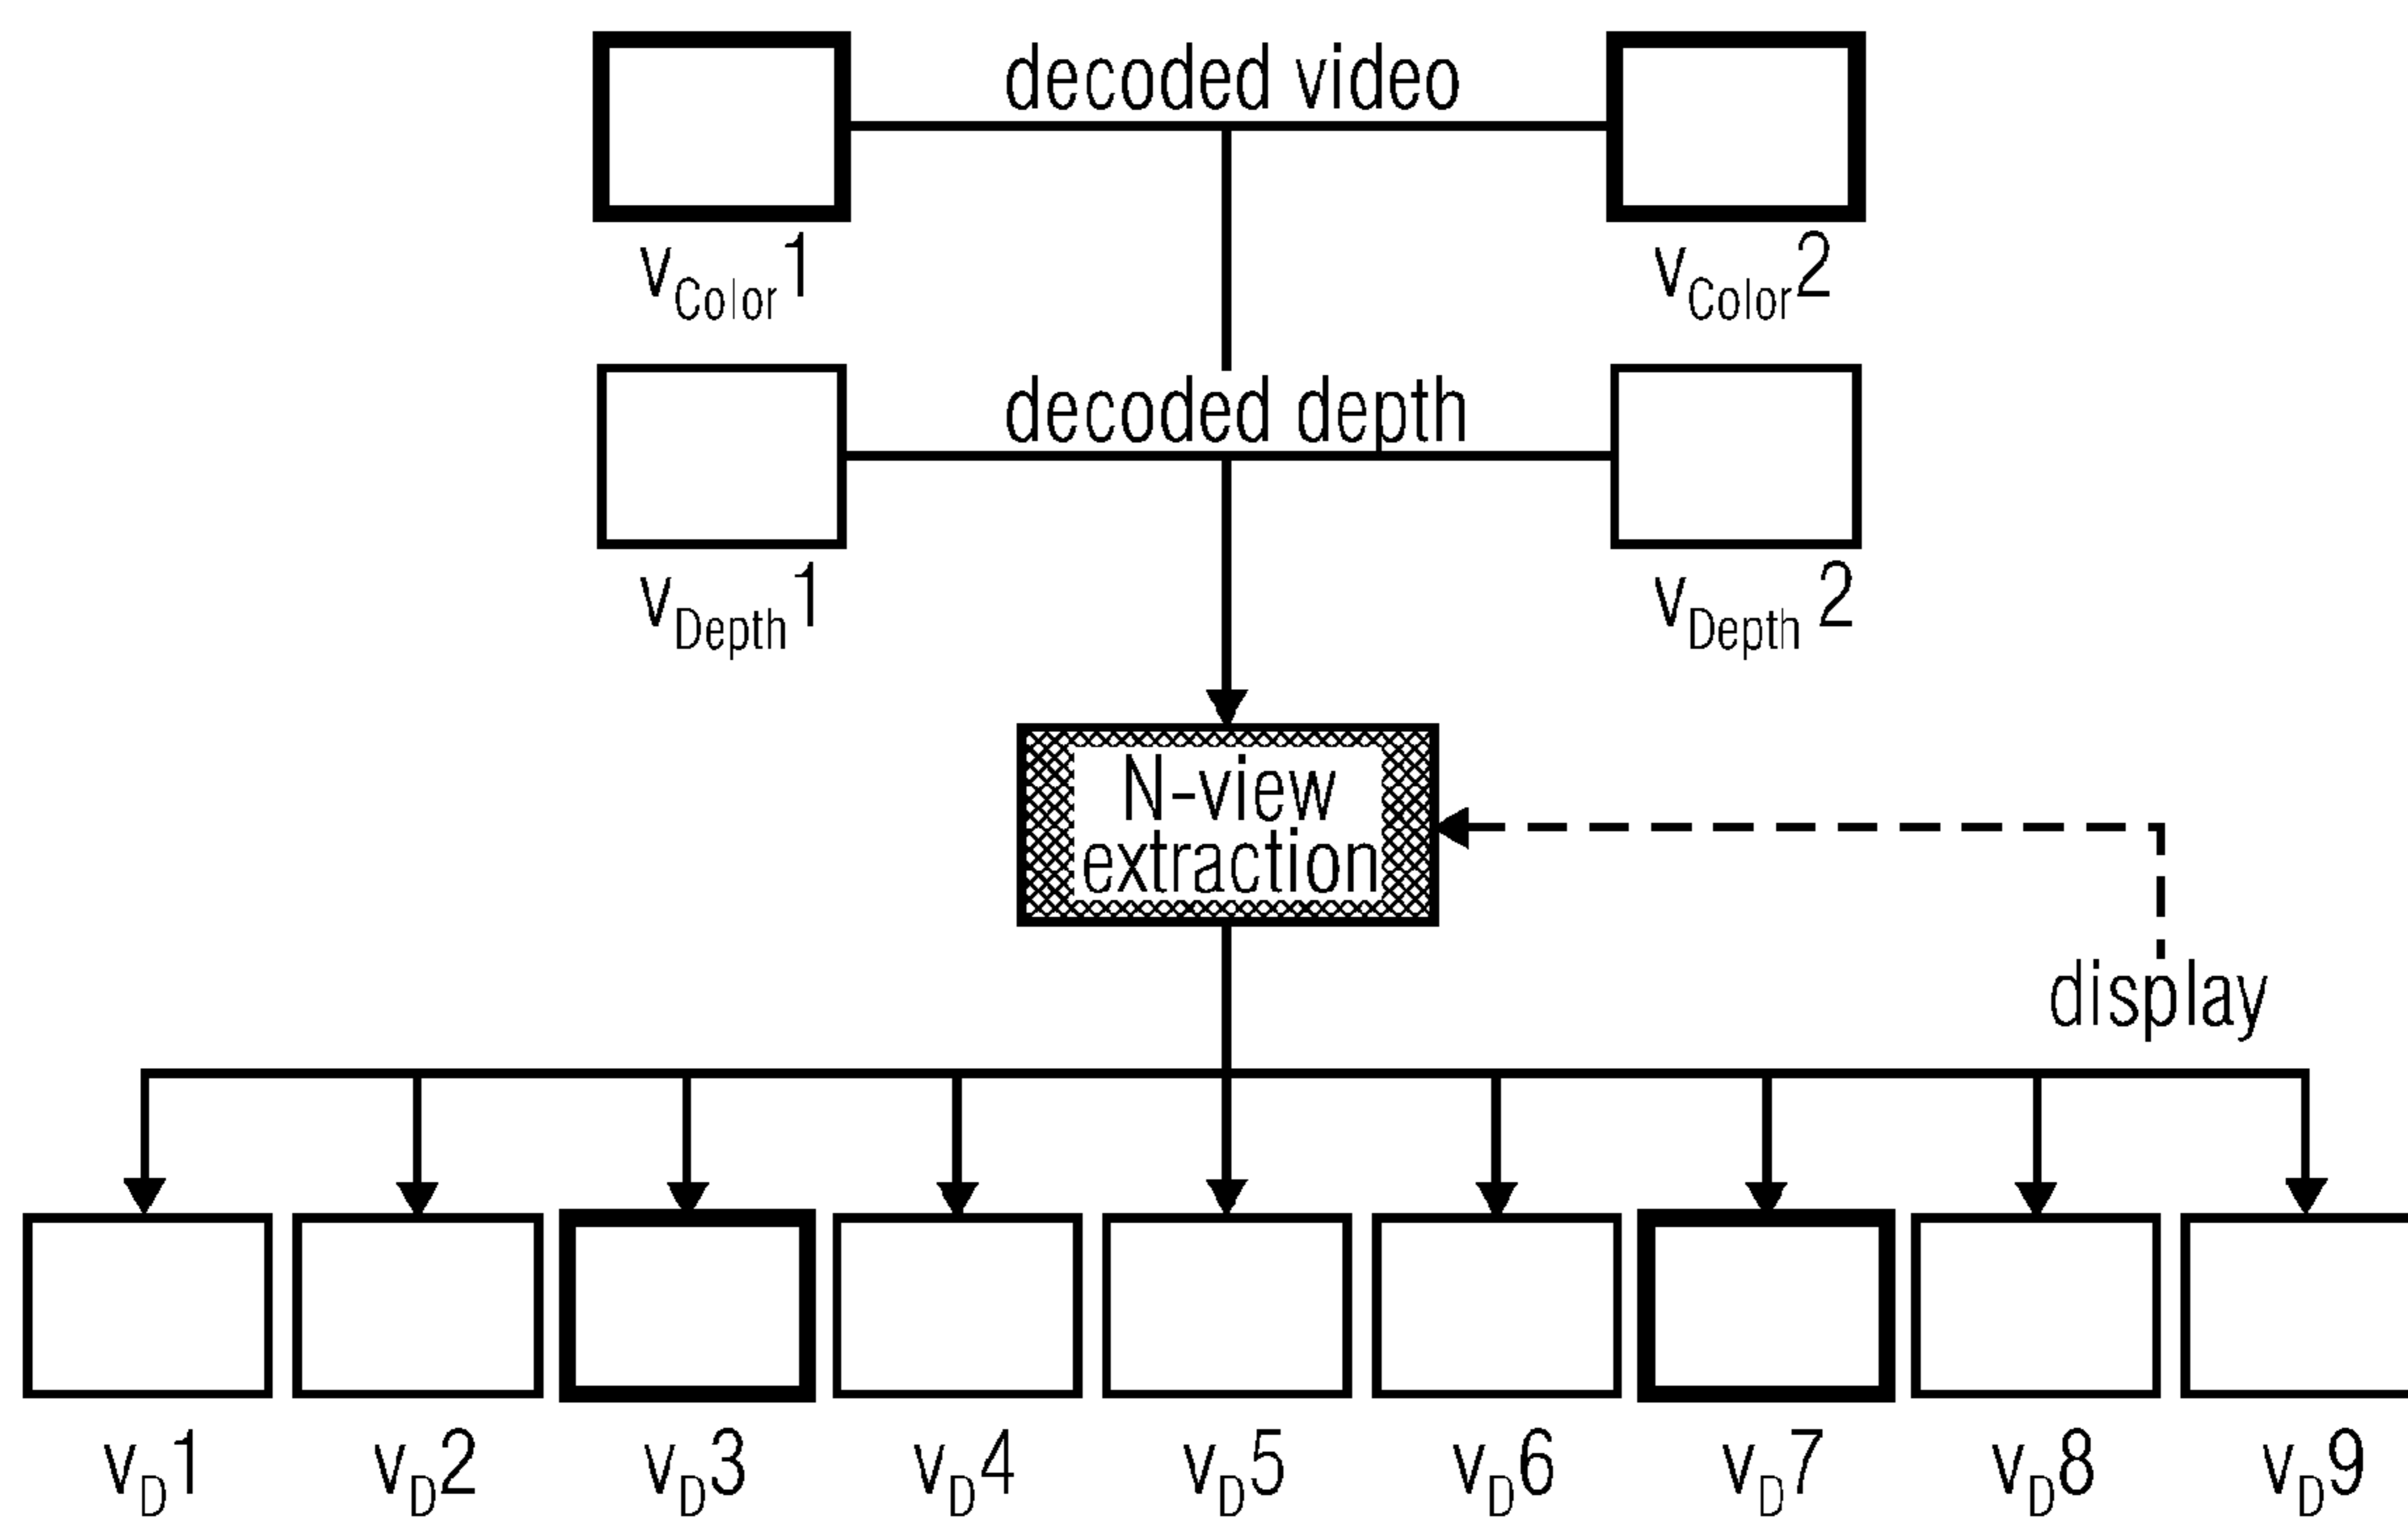 decoded video
vColor1 vColor2
decoded depth
vDepth1 vDepth 2
N-view
extraction
display
vD1 vD2 vD3 vD4 vD5 vD6 vD7 vD8 vD9